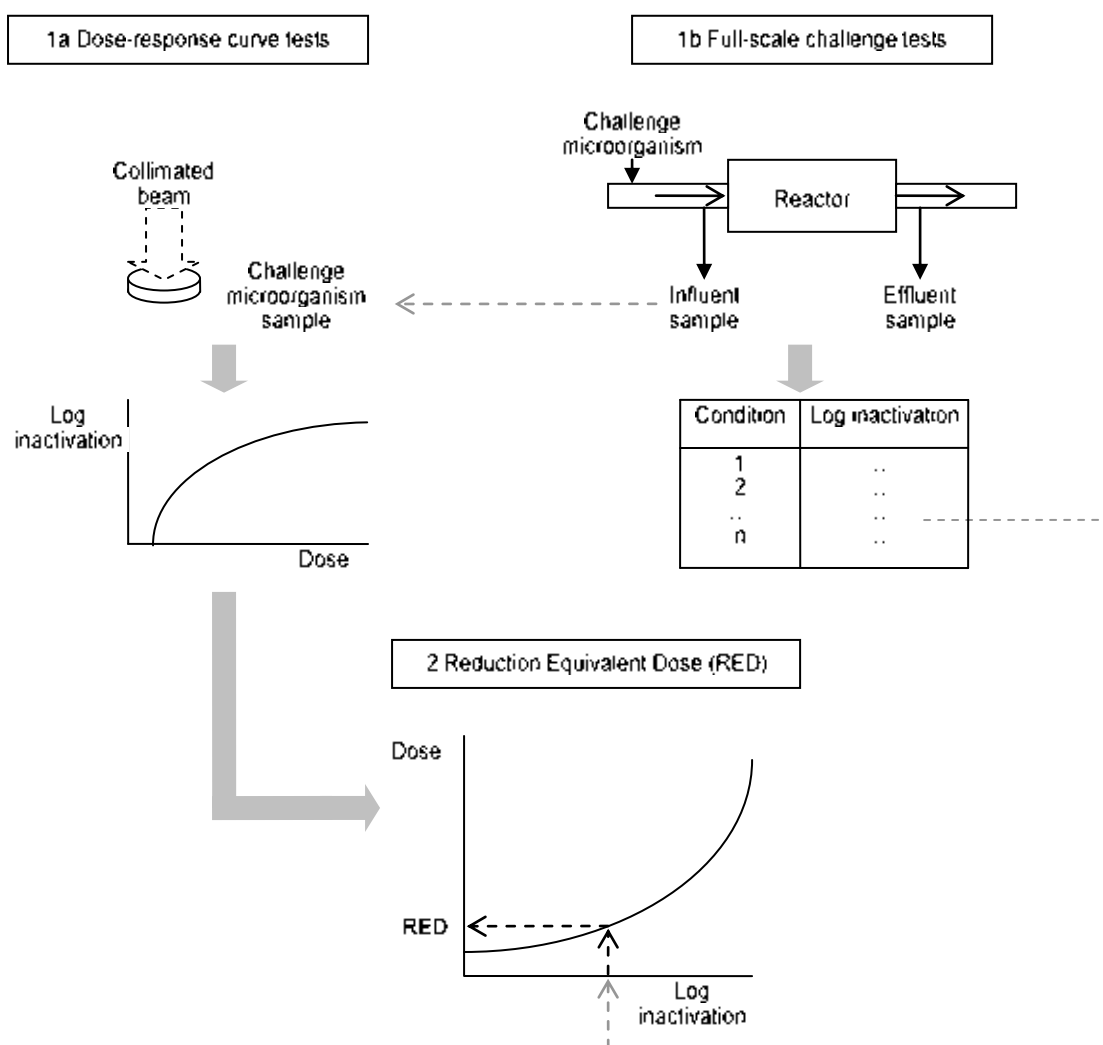 1a Dose-response curve tests
1b Full-scale challenge tests
Collimated
beam
Challenge
microorganism
sample
Challenge
microorganism
Reactor
Influent
sample
Effluent
sample
Log
inactivation
Dose
Condition Log inactivation
1 ..
2 ..
.. ..
n ..
2 Reduction Equivalent Dose (RED)
Dose
RED
Log
inactivation